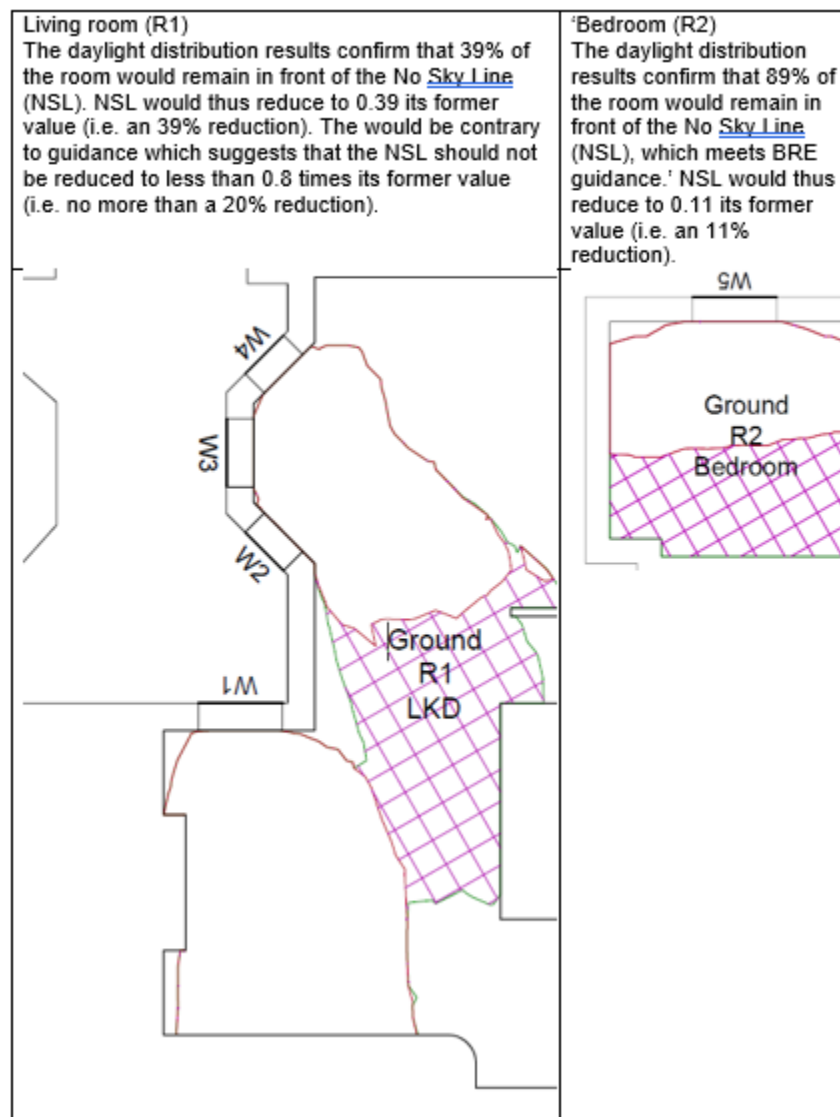 Living room (R1)
The daylight distribution results confirm that 39% of
the room would remain in front of the No Sky Line
(NSL). NSL would thus reduce to 0.39 its former
value (i.e. an 39% reduction). The would be contrary
to guidance which suggests that the NSL should not
be reduced to less than 0.8 times its former value
(i.e. no more than a 20% reduction).
'Bedroom (R2)
The daylight distribution
results confirm that 89% of
the room would remain in
front of the No Sky Line
(NSL), which meets BRE
guidance.' NSL would thus
reduce to 0.11 its former
value (i.e. an 11%
reduction).
W4
W3
W2
W1
Ground
R1
LKD
W5
Ground
R2
Bedroom